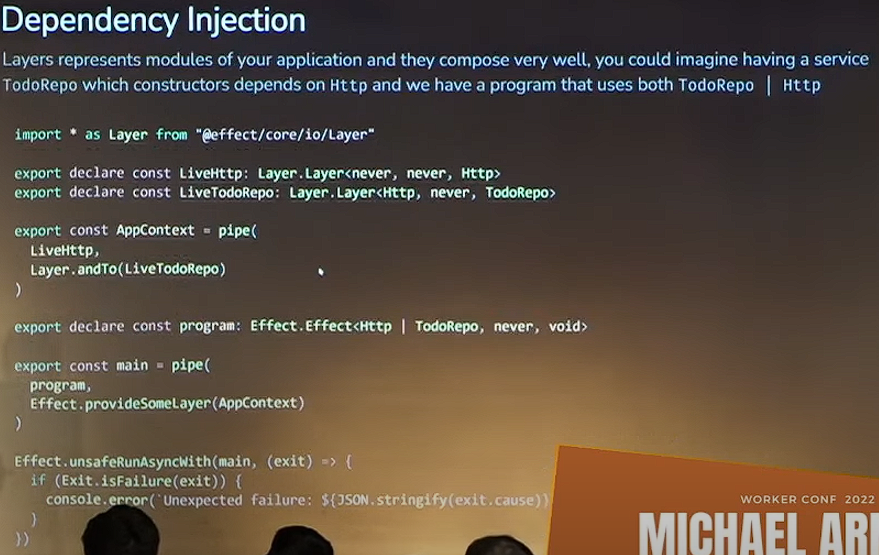 Dependency Injection
Layers represents modules of your application and they compose very well, you could imagine having a service
TodoRepo which constructors depends on Http and we have a program that uses both TodoRepo | Http
import * as Layer from "@effect/core/io/Layer"
export declare const LiveHttp: Layer.Layer<never, never, Http>
export declare const LiveTodoRepo: Layer.Layer<Http, never, TodoRepo>
export const AppContext = pipe(
LiveHttp,
Layer.andTo(LiveTodoRepo)
)
export declare const program: Effect.Effect<Http | TodoRepo, never, void>
export const main = pipe(
program,
Effect.provideSomeLayer(AppContext)
)
Effect.unsafeRunAsyncWith(main, (exit) => {
if (Exit.isFailure(exit)) {
console.error(`Unexpected failure: ${JSON.stringify(exit.cause)}
}
})
WORKER CONF 2022
MICHAEL